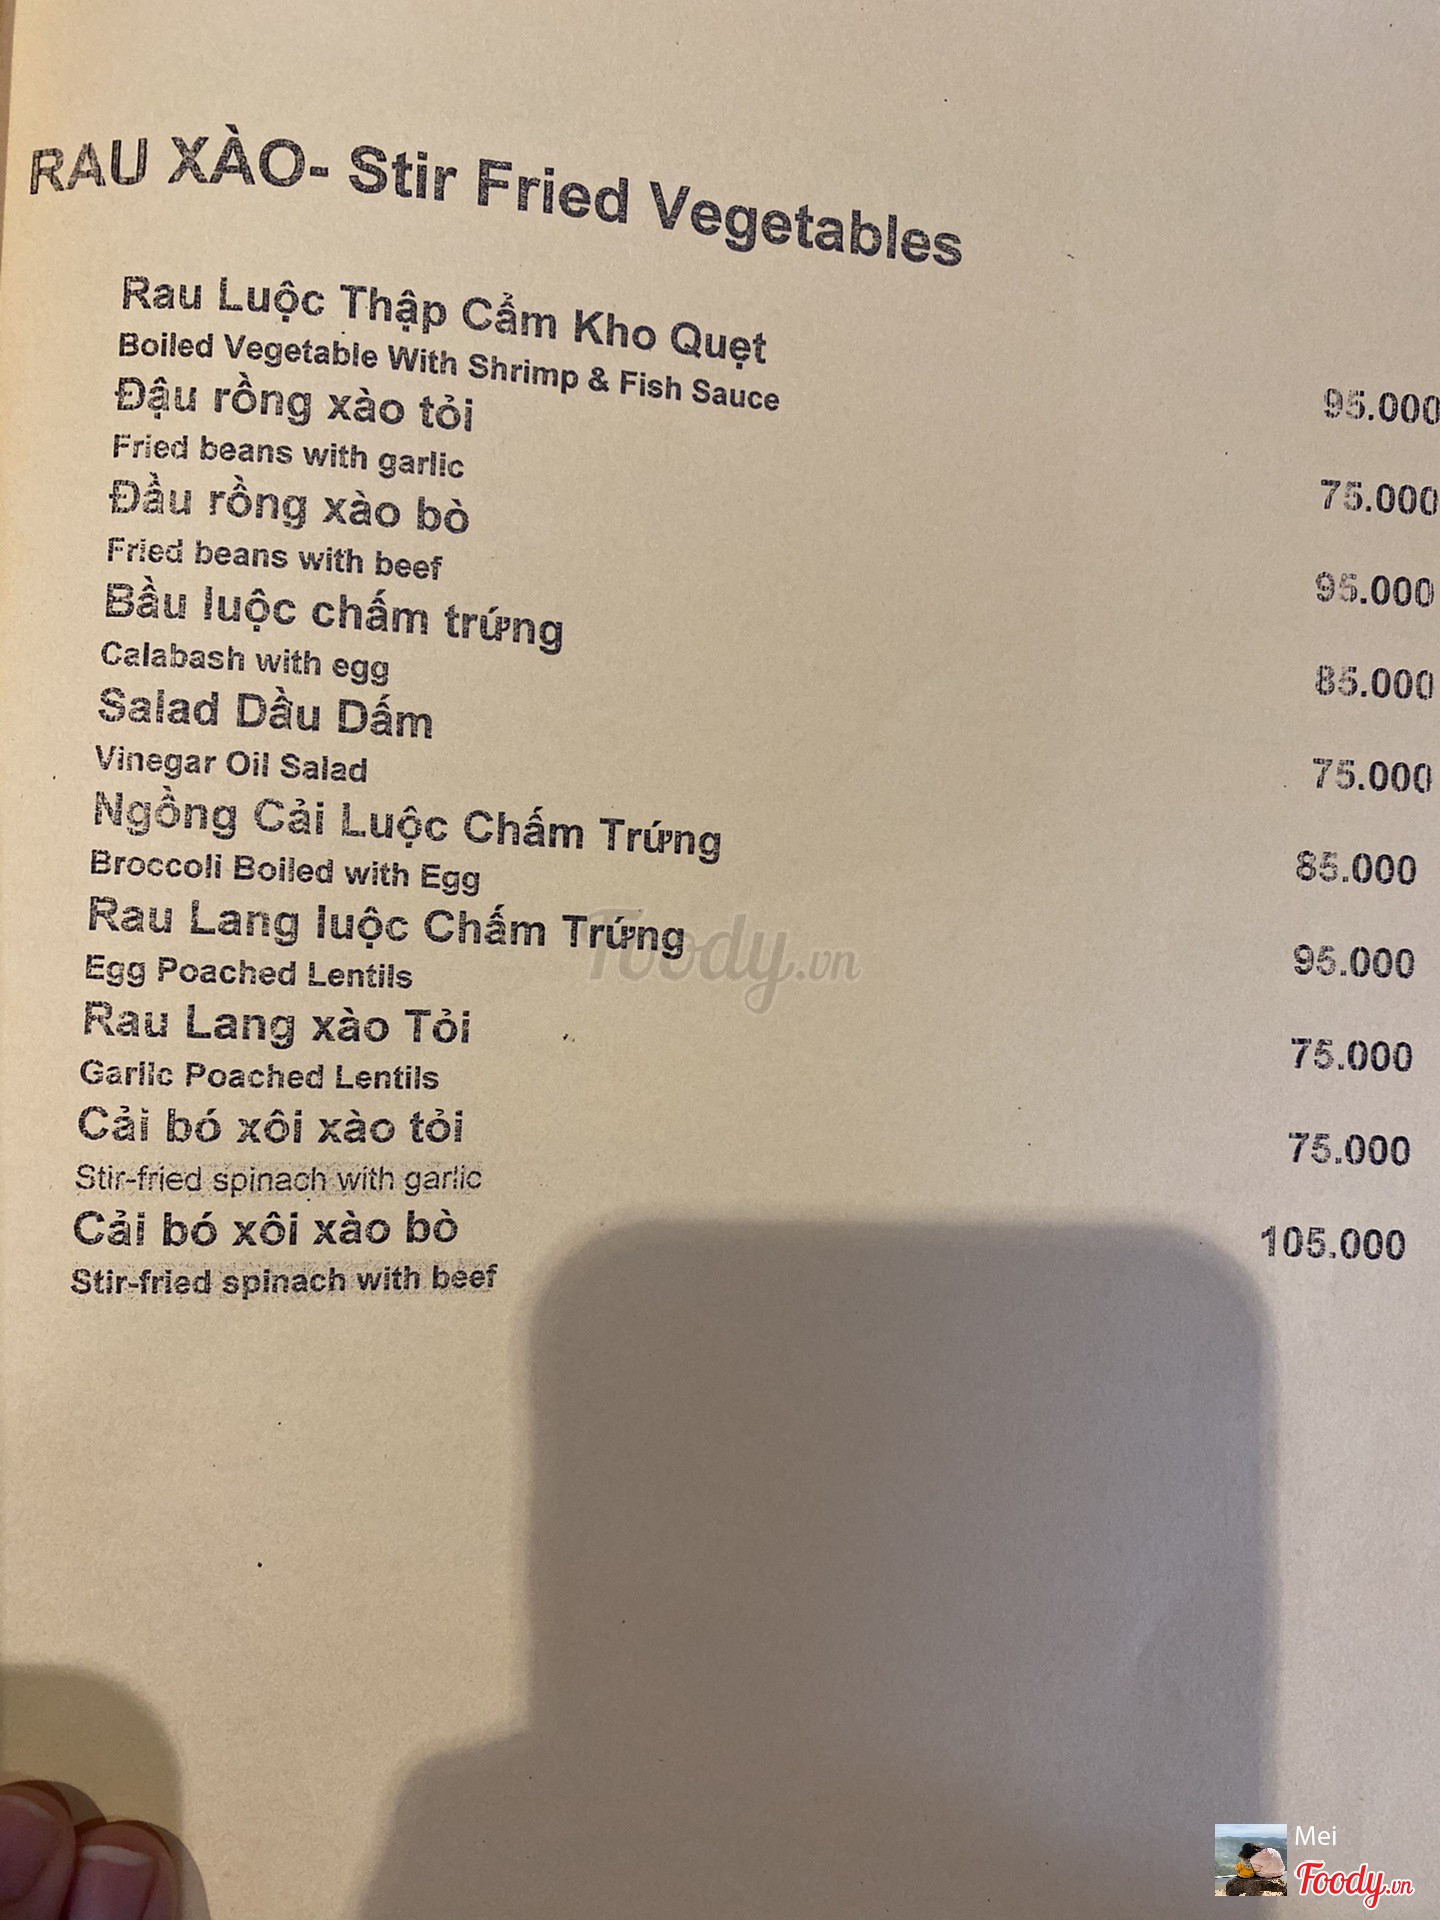 RAU XÀO- Stir Fried Vegetables
Rau Luộc Thập Cẩm Kho Quẹt
Boiled Vegetable With Shrimp & Fish Sauce
95.000
Đậu rồng xào tỏi
Fried beans with garlic
75.000
Đầu rồng xào bò
Fried beans with beef
95.000
Bầu luộc chấm trứng
Calabash with egg
85.000
Salad Dầu Dấm
Vinegar Oil Salad
75.000
Ngồng Cải Luộc Chấm Trứng
Broccoli Boiled with Egg
85.000
Rau Lang luộc Chấm Trứng
Egg Poached Lentils
95.000
Rau Lang xào Tỏi
Garlic Poached Lentils
75.000
Cải bó xôi xào tỏi
Stir-fried spinach with garlic
75.000
Cải bó xôi xào bò
Stir-fried spinach with beef
105.000
Foody.vn
Mei
Foody.vn